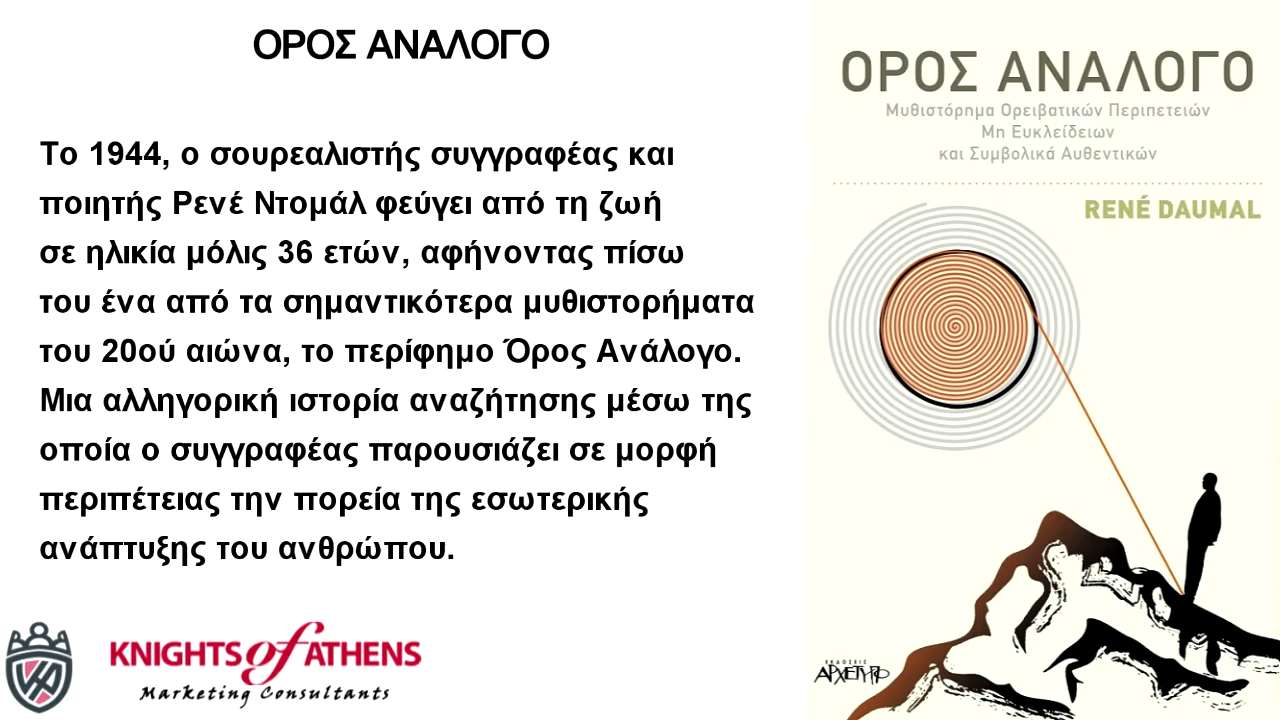 ΟΡΟΣ ΑΝΑΛΟΓΟ
Το 1944, ο σουρεαλιστής συγγραφέας και
ποιητής Ρενέ Ντομάλ φεύγει από τη ζωή
σε ηλικία μόλις 36 ετών, αφήνοντας πίσω
του ένα από τα σημαντικότερα μυθιστορήματα
του 20ού αιώνα, το περίφημο Όρος Ανάλογο.
Μια αλληγορική ιστορία αναζήτησης μέσω της
οποία ο συγγραφέας παρουσιάζει σε μορφή
περιπέτειας την πορεία της εσωτερικής
ανάπτυξης του ανθρώπου.
KNIGHTS of ATHENS
Marketing Consultants
ΟΡΟΣ ΑΝΑΛΟΓΟ
Μυθιστόρημα Ορειβατικών Περιπετειών
Μη Ευκλείδειων
και Συμβολικά Αυθεντικών
RENÉ DAUMAL
ΕΚΔΟΣΕΙΣ
ΑΡΧΕΤΥΠΟ